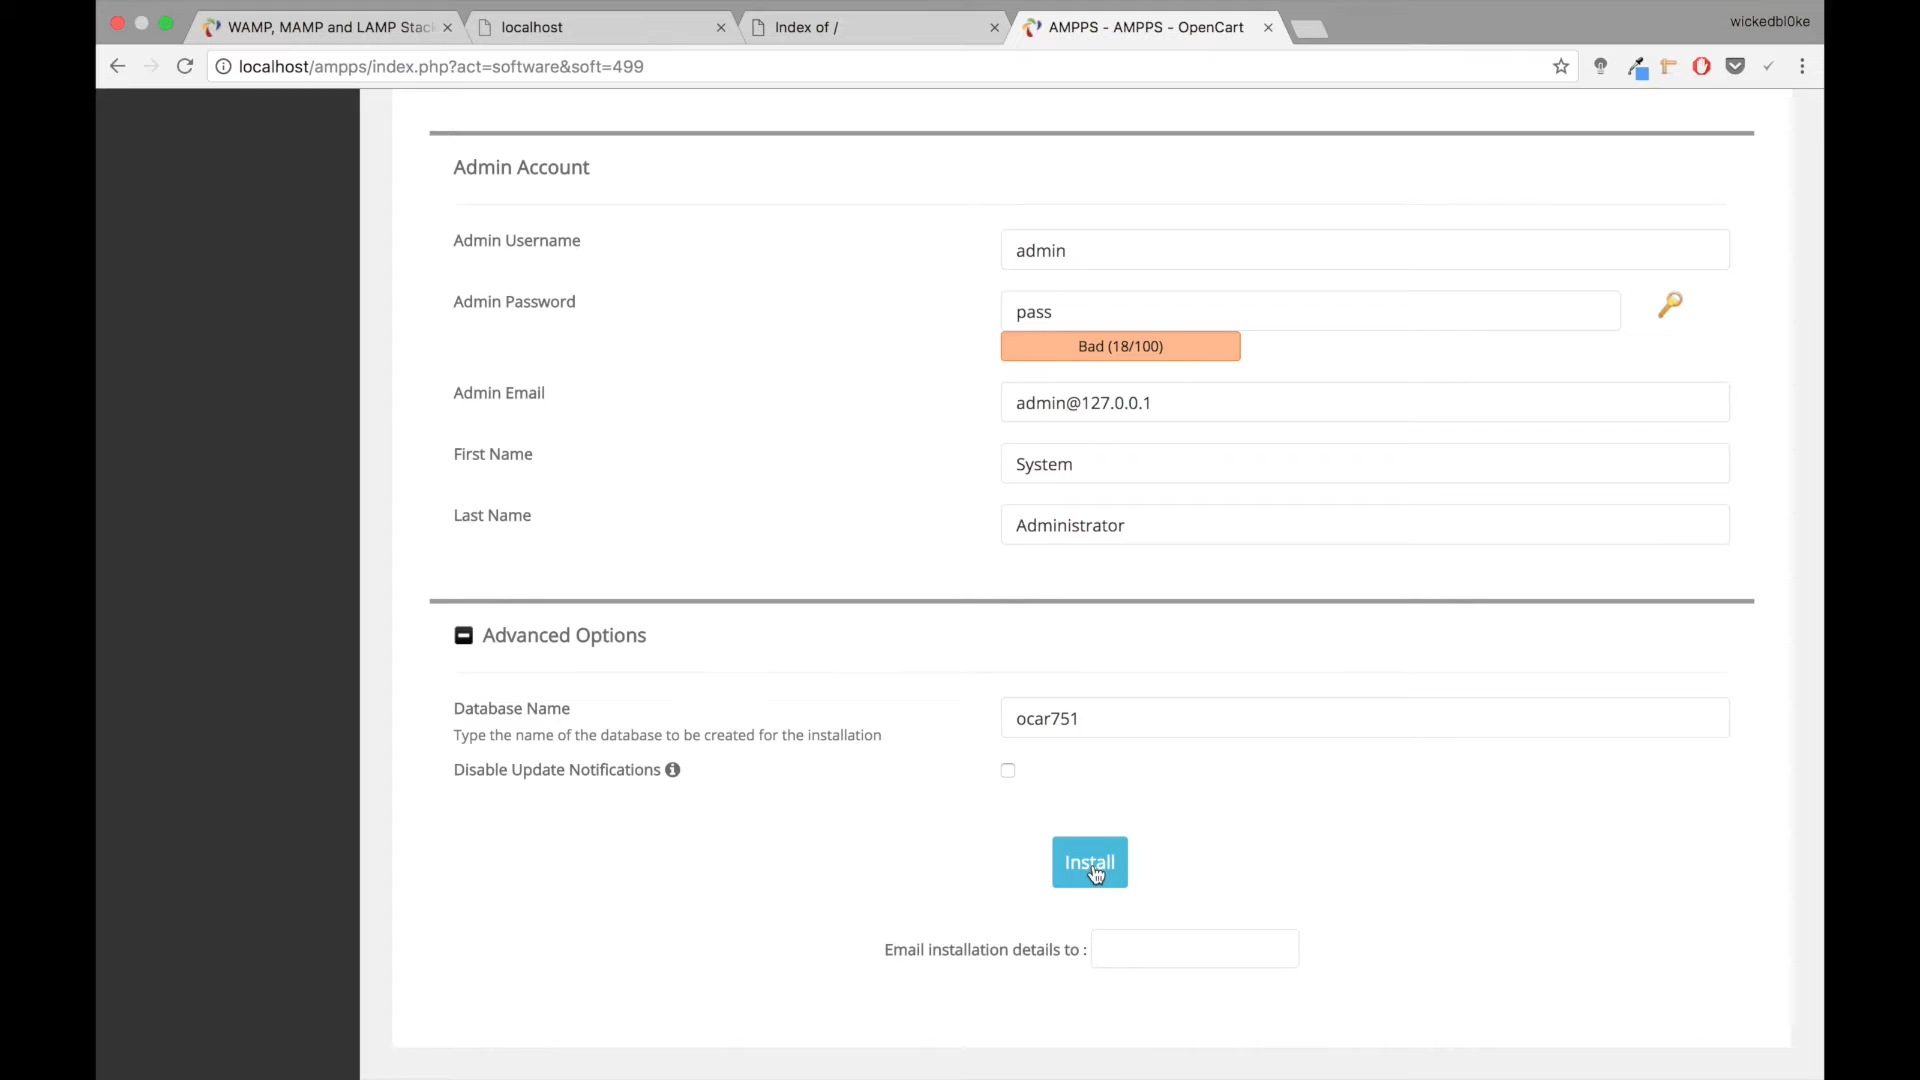 WAMP, MAMP and LAMP Stac
localhost
Index of /
AMPPS - AMPPS - OpenCart
wickedbl0ke
localhost/ampps/index.php?act=software&soft=499
Admin Account
Admin Username
admin
Admin Password
pass
Bad (18/100)
Admin Email
admin@127.0.0.1
First Name
System
Last Name
Administrator
Advanced Options
Database Name
ocar751
Type the name of the database to be created for the installation
Disable Update Notifications
Install
Email installation details to :